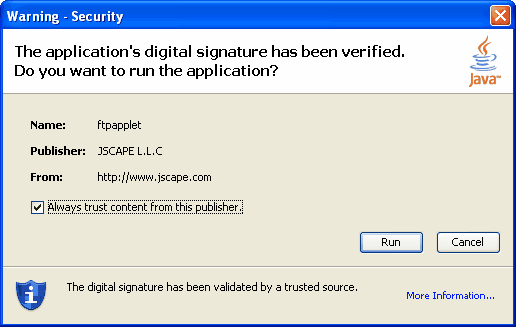 Warning - Security
The application's digital signature has been verified.
Do you want to run the application?
Java™
Name: ftpapplet
Publisher: JSCAPE L.L.C
From: http://www.jscape.com
Always trust content from this publisher.
Run Cancel
The digital signature has been validated by a trusted source.
More Information...